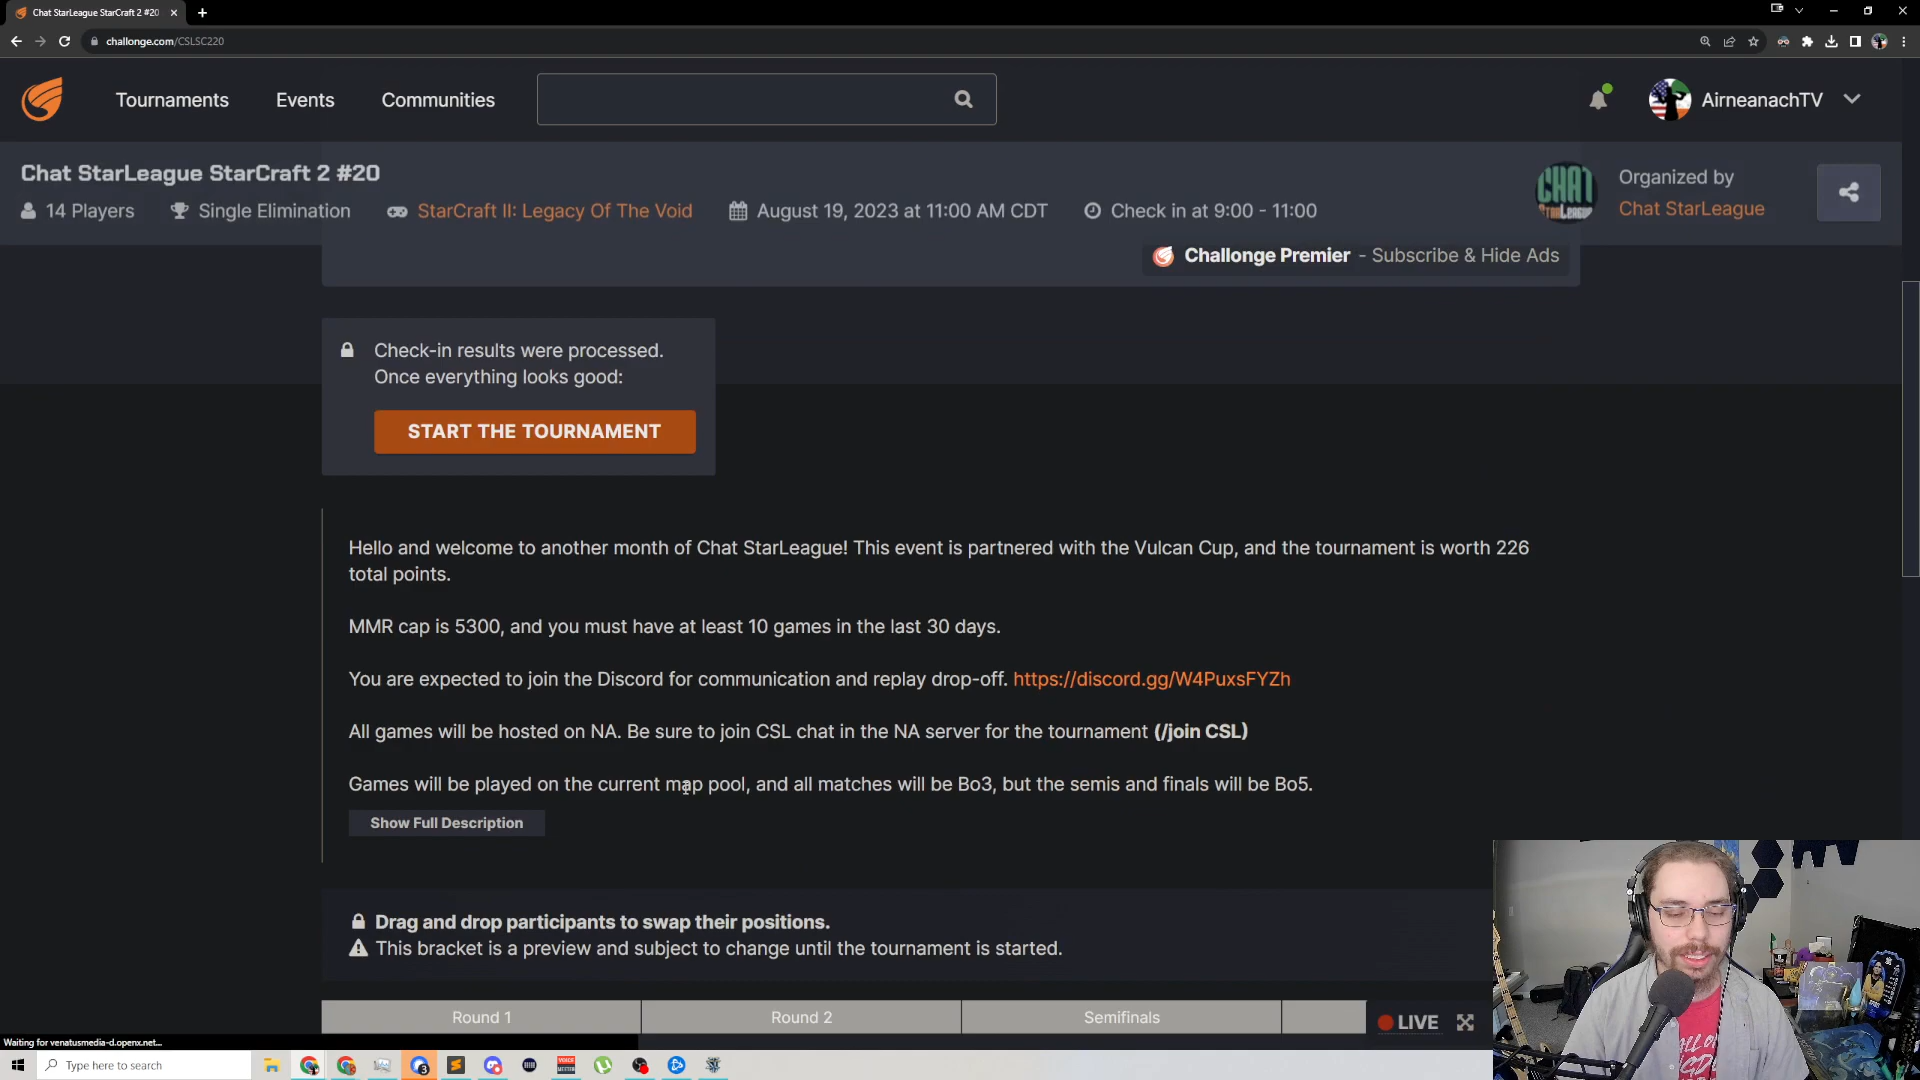 Chat StarLeague StarCraft 2 #20
challonge.com/CSLSC220
Tournaments
Events
Communities
AirneanachTV
Chat StarLeague StarCraft 2 #20
14 Players
Single Elimination
StarCraft II: Legacy Of The Void
August 19, 2023 at 11:00 AM CDT
Check in at 9:00 - 11:00
CHAT
Organized by
Chat StarLeague
Challonge Premier - Subscribe & Hide Ads
Check-in results were processed.
Once everything looks good:
START THE TOURNAMENT
Hello and welcome to another month of Chat StarLeague! This event is partnered with the Vulcan Cup, and the tournament is worth 226
total points.
MMR cap is 5300, and you must have at least 10 games in the last 30 days.
You are expected to join the Discord for communication and replay drop-off. https://discord.gg/W4PuxsFYZh
All games will be hosted on NA. Be sure to join CSL chat in the NA server for the tournament (/join CSL)
Games will be played on the current map pool, and all matches will be Bo3, but the semis and finals will be Bo5.
Show Full Description
Drag and drop participants to swap their positions.
This bracket is a preview and subject to change until the tournament is started.
Round 1
Round 2
Semifinals
LIVE
Waiting for venatusmedia-d.openx.net...
Type here to search
3